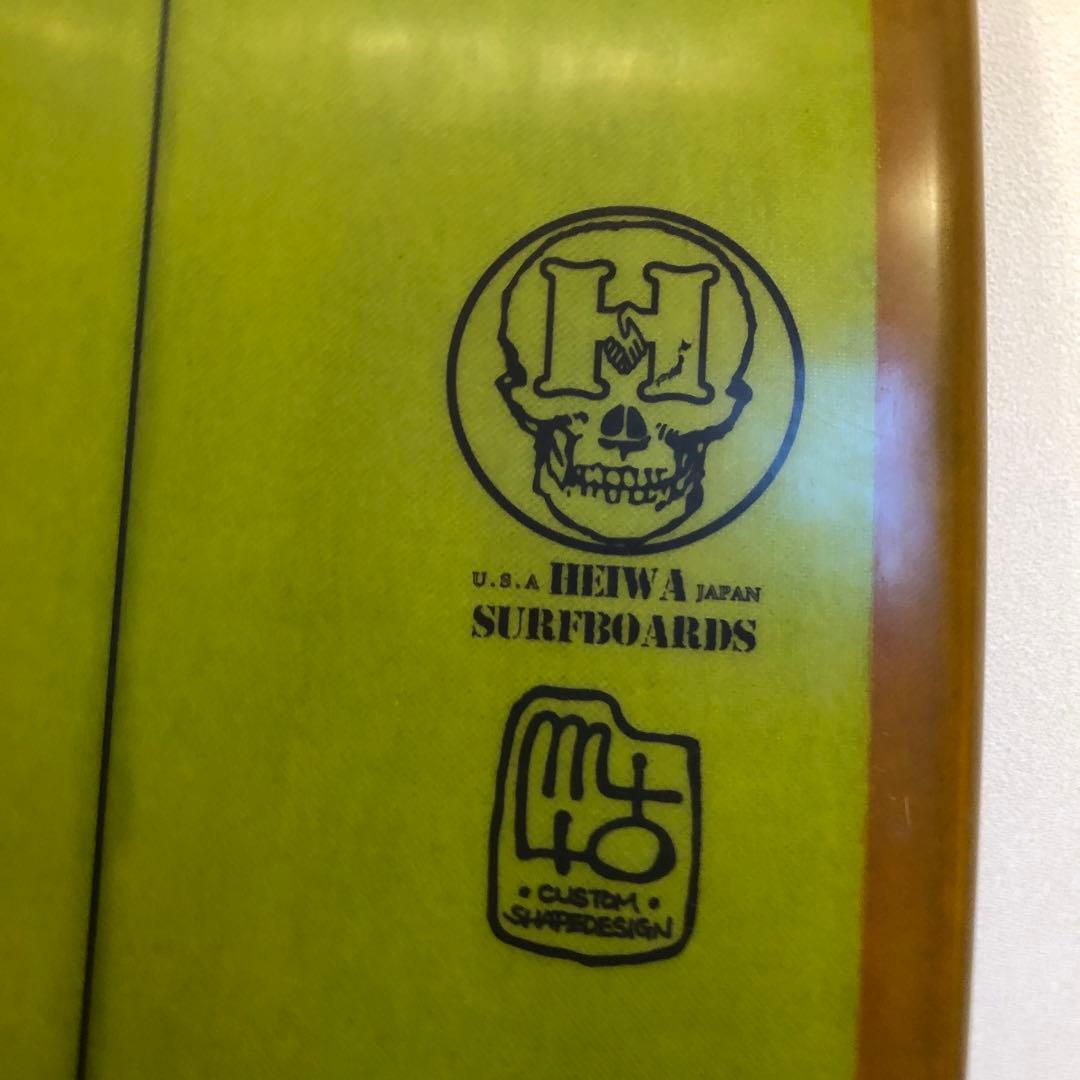 H
U.S.A HEIWA JAPAN
SURFBOARDS
• CUSTOM •
SHAPEDESIGN